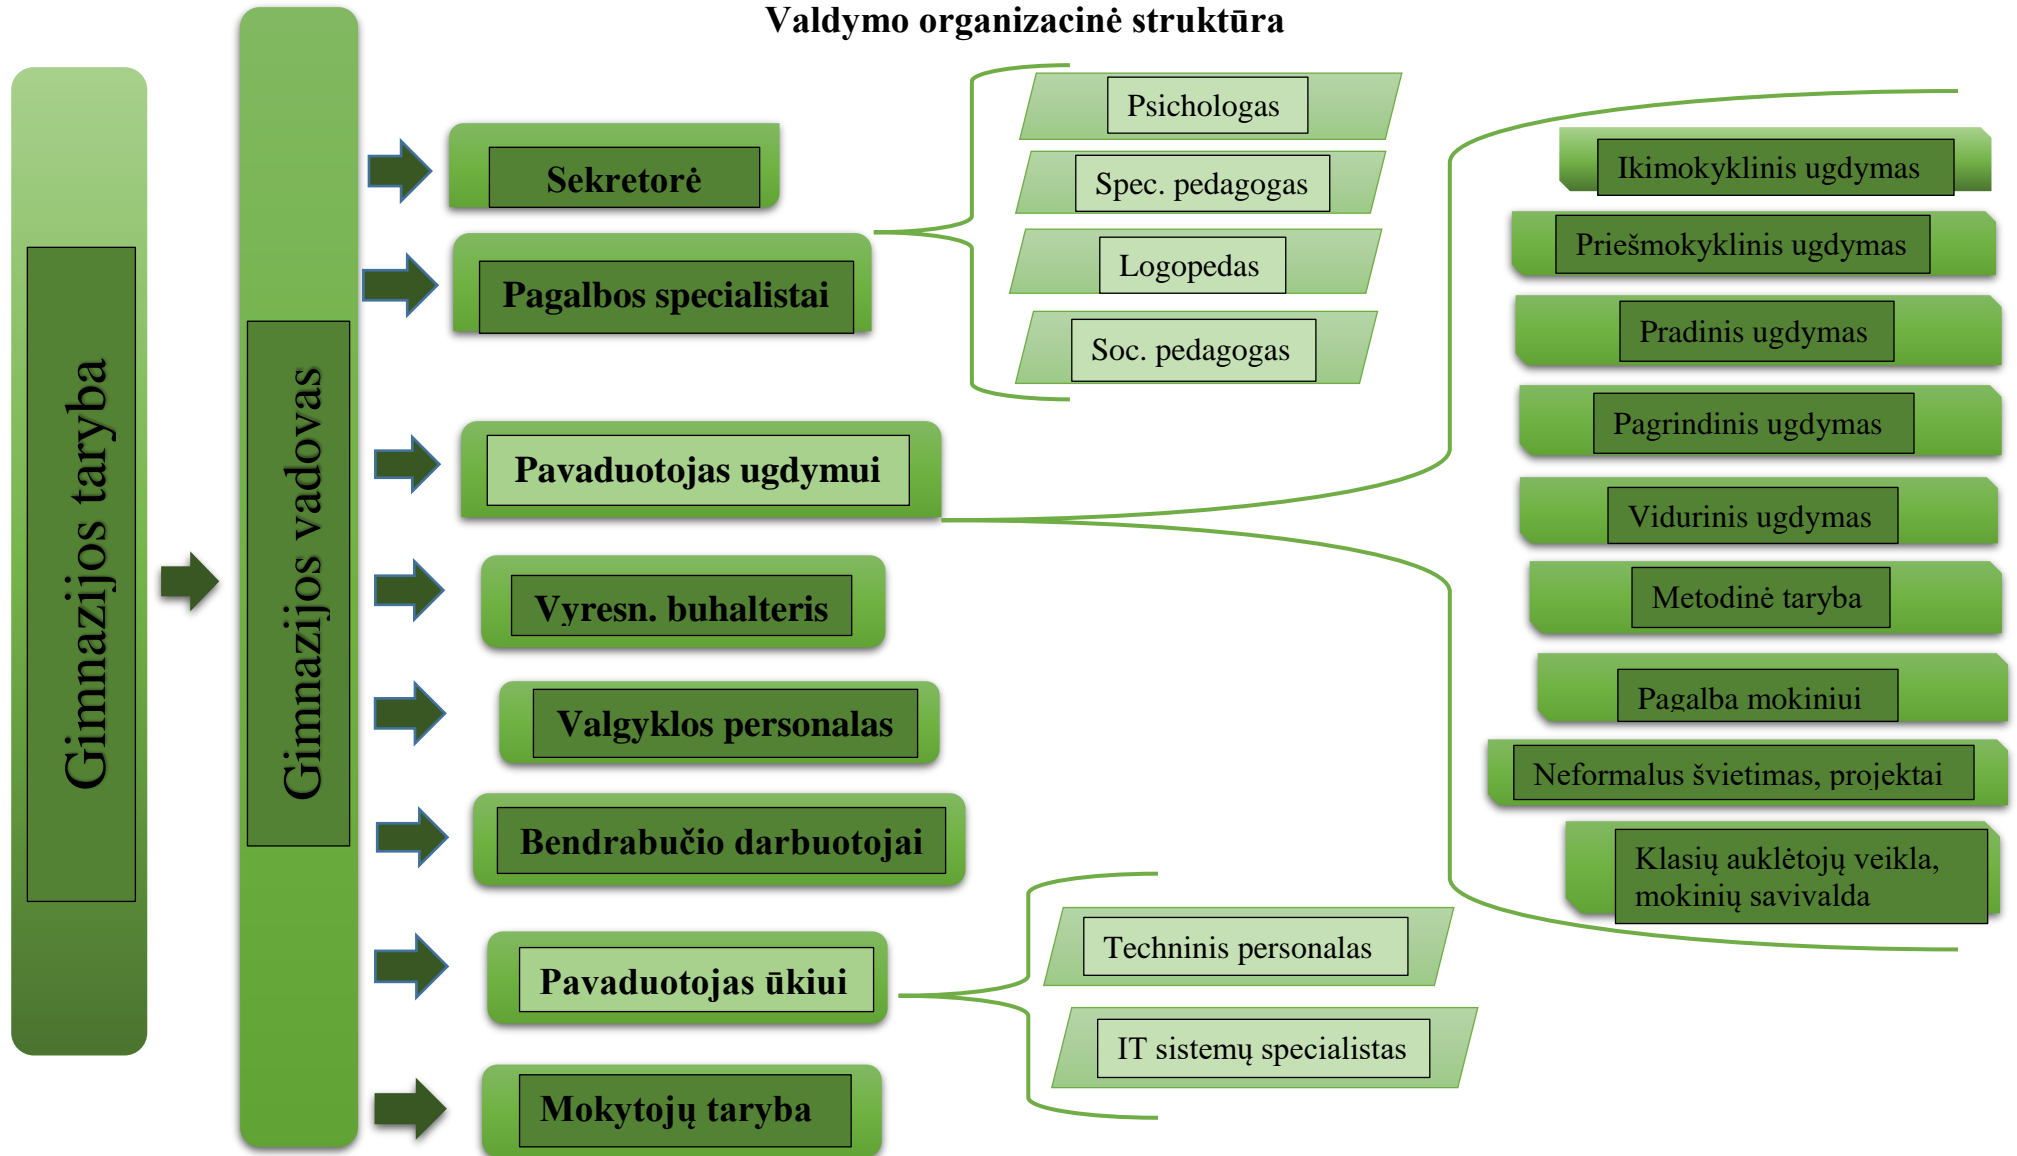 Valdymo organizacinė struktūra
Gimnazijos taryba
Gimnazijos vadovas
Sekretorė
Pagalbos specialistai
Psichologas
Spec. pedagogas
Logopedas
Soc. pedagogas
Pavaduotojas ugdymui
Ikimokyklinis ugdymas
Priešmokyklinis ugdymas
Pradinis ugdymas
Pagrindinis ugdymas
Vidurinis ugdymas
Metodinė taryba
Pagalba mokiniui
Neformalus švietimas, projektai
Klasių auklėtojų veikla,
mokinių savivalda
Vyresn. buhalteris
Valgyklos personalas
Bendrabučio darbuotojai
Pavaduotojas ūkiui
Techninis personalas
IT sistemų specialistas
Mokytojų taryba